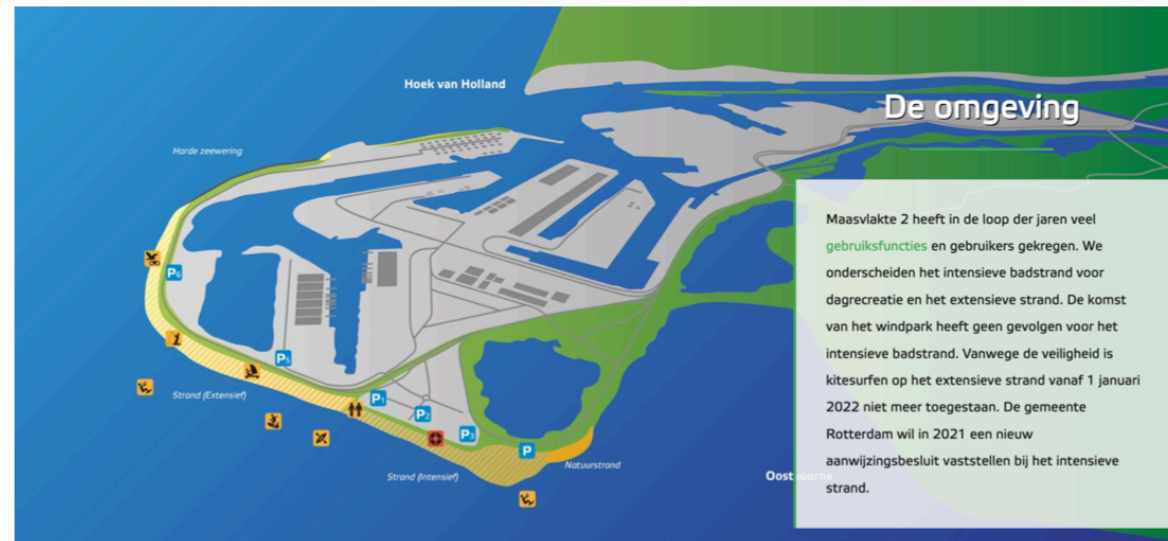 Hoek van Holland
De omgeving
Harde zeewering
Maasvlakte 2 heeft in de loop der jaren veel
gebruiksfuncties en gebruikers gekregen. We
onderscheiden het intensieve badstrand voor
dagrecreatie en het extensieve strand. De komst
van het windpark heeft geen gevolgen voor het
intensieve badstrand. Vanwege de veiligheid is
kitesurfen op het extensieve strand vanaf 1 januari
2022 niet meer toegestaan. De gemeente
Rotterdam wil in 2021 een nieuw
aanwijzingsbesluit vaststellen bij het intensieve
strand.
P6
P5
Strand (Extensief)
P1
P2
P3
P
Natuurstrand
Strand (Intensief)
Oostvoorne